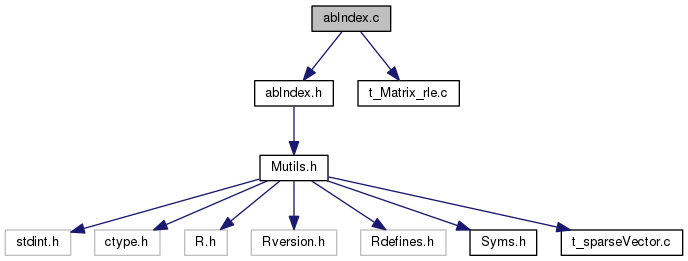 abIndex.c
abIndex.h
t_Matrix_rle.c
Mutils.h
stdint.h
ctype.h
R.h
Rversion.h
Rdefines.h
Syms.h
t_sparseVector.c